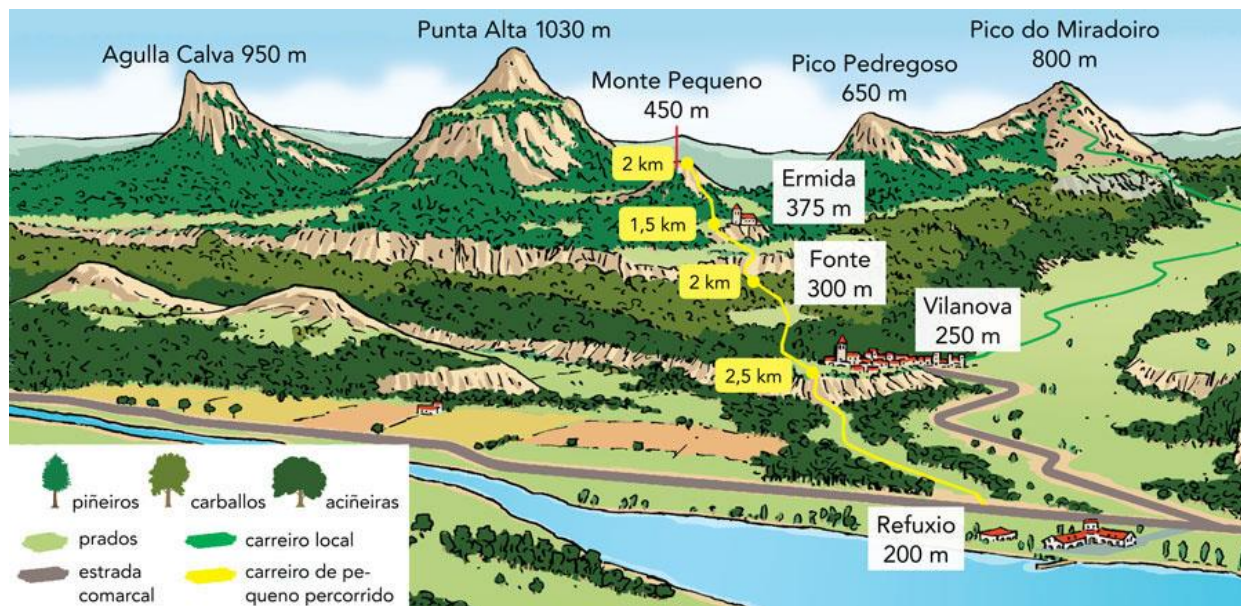 Agulla Calva 950 m
Punta Alta 1030 m
Monte Pequeno
450 m
Pico Pedregoso
650 m
Pico do Miradoiro
800 m
2 km
Ermida
375 m
1,5 km
Fonte
300 m
2 km
Vilanova
250 m
2,5 km
Refuxio
200 m
piñeiros
carballos
aciñeiras
prados
carreiro local
estrada
comarcal
carreiro de pe-
queno percorrido